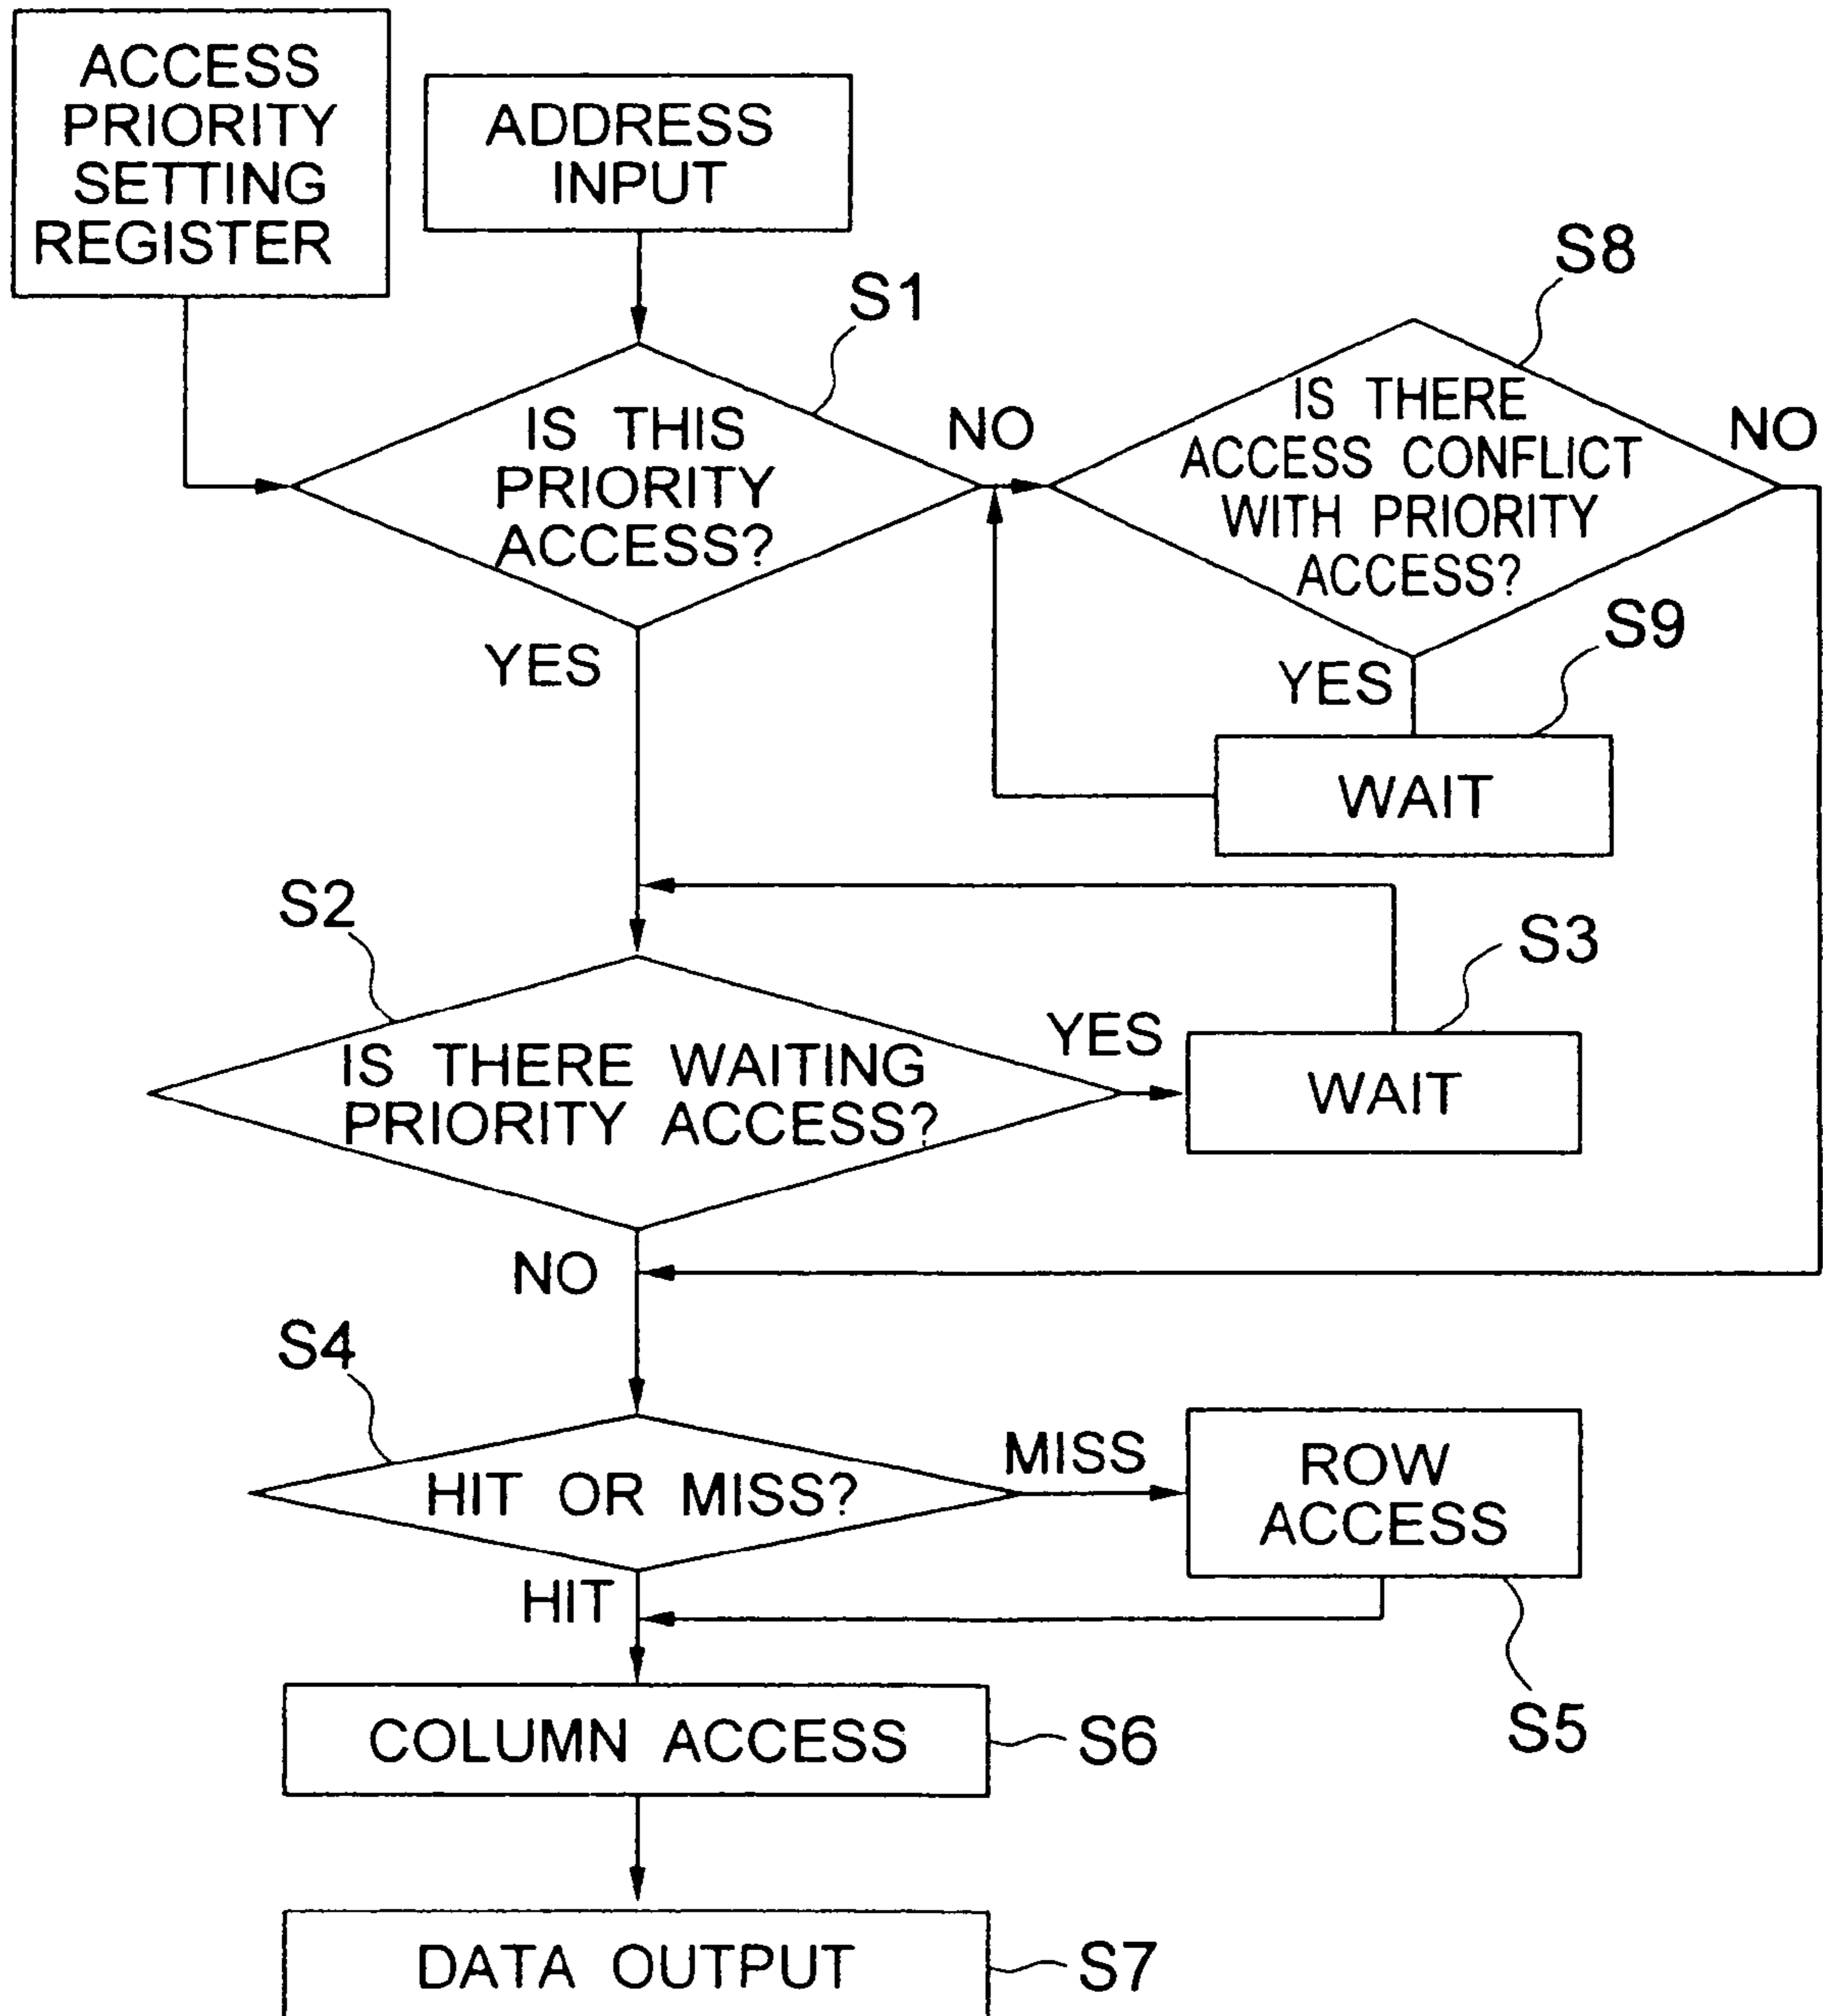 ACCESS
PRIORITY
SETTING
REGISTER
ADDRESS
INPUT
S1
S8
IS THIS
PRIORITY
ACCESS?
NO
IS THERE
ACCESS CONFLICT
WITH PRIORITY
ACCESS?
NO
YES
YES
S9
WAIT
S2
S3
IS THERE WAITING
PRIORITY ACCESS?
YES
WAIT
NO
S4
HIT OR MISS?
MISS
ROW
ACCESS
HIT
S5
COLUMN ACCESS
S6
DATA OUTPUT
S7